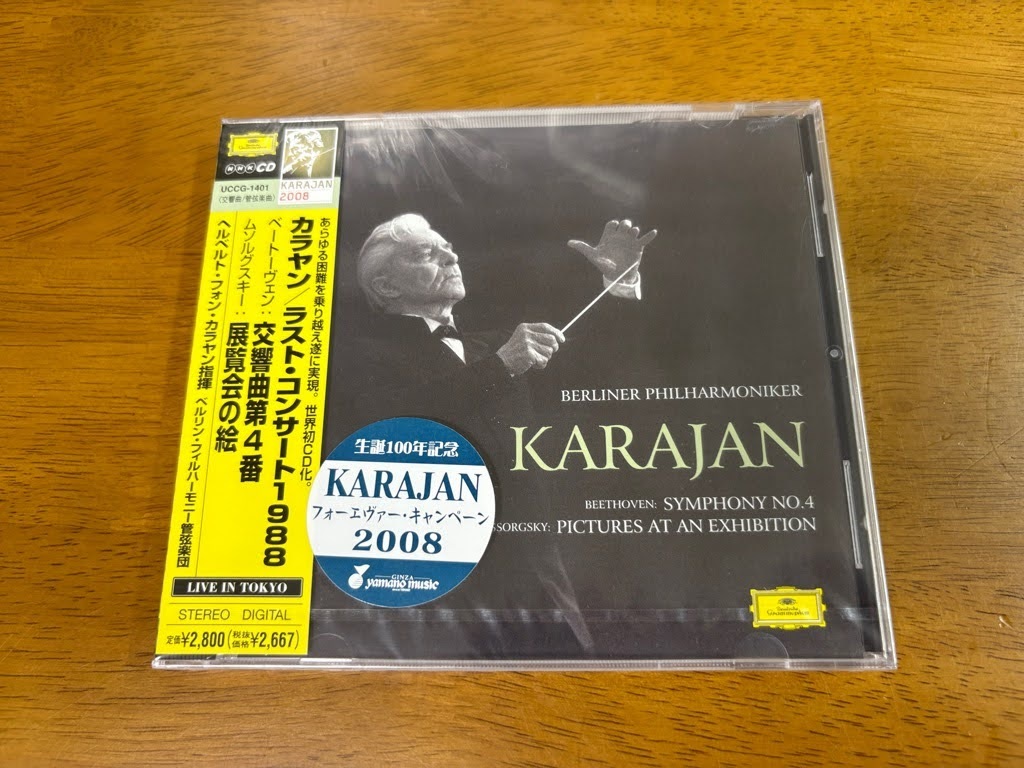 Deutsche
Grammophon
NHK CD
UCCG-1401
(交響曲/管弦楽曲)
KARAJAN
2008
あらゆる困難を乗り越え遂に実現。世界初CD化。
カラヤン/ラスト・コンサート1988
ベートーヴェン:交響曲第4番
ムソルグスキー:展覧会の絵
ヘルベルト・フォン・カラヤン指揮 ベルリン・フィルハーモニー管弦楽団
LIVE IN TOKYO
STEREO DIGITAL
定価¥2,800(税抜価格¥2,667)
生誕100年記念
KARAJAN
フォーエヴァー・キャンペーン
2008
GINZA
yamano music
BERLINER PHILHARMONIKER
KARAJAN
BEETHOVEN: SYMPHONY NO.4
SSORGSKY: PICTURES AT AN EXHIBITION
Deutsche
Grammophon